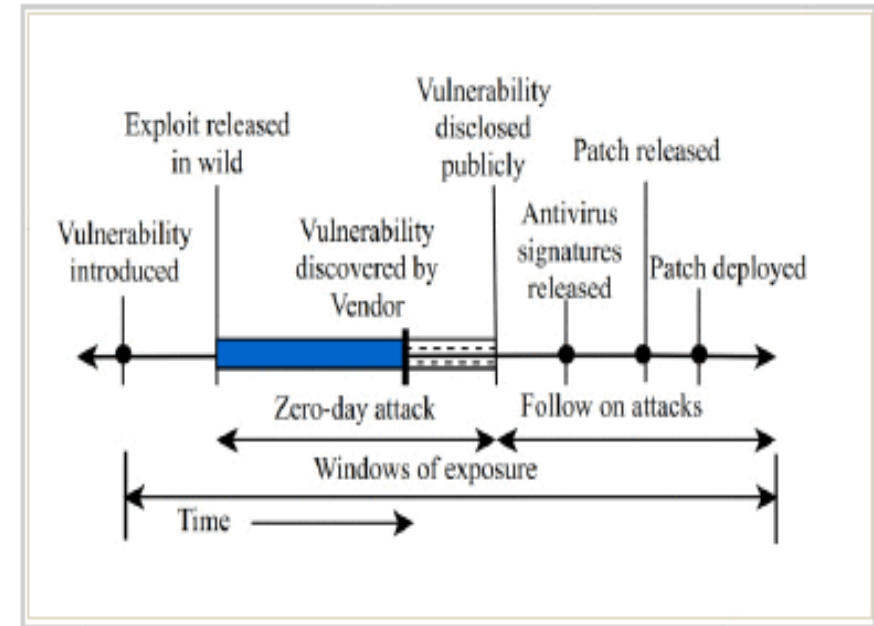 Vulnerability
introduced
Exploit released
in wild
Vulnerability
discovered by
Vendor
Vulnerability
disclosed
publicly
Antivirus
signatures
released
Patch released
Patch deployed
Zero-day attack
Follow on attacks
Windows of exposure
Time